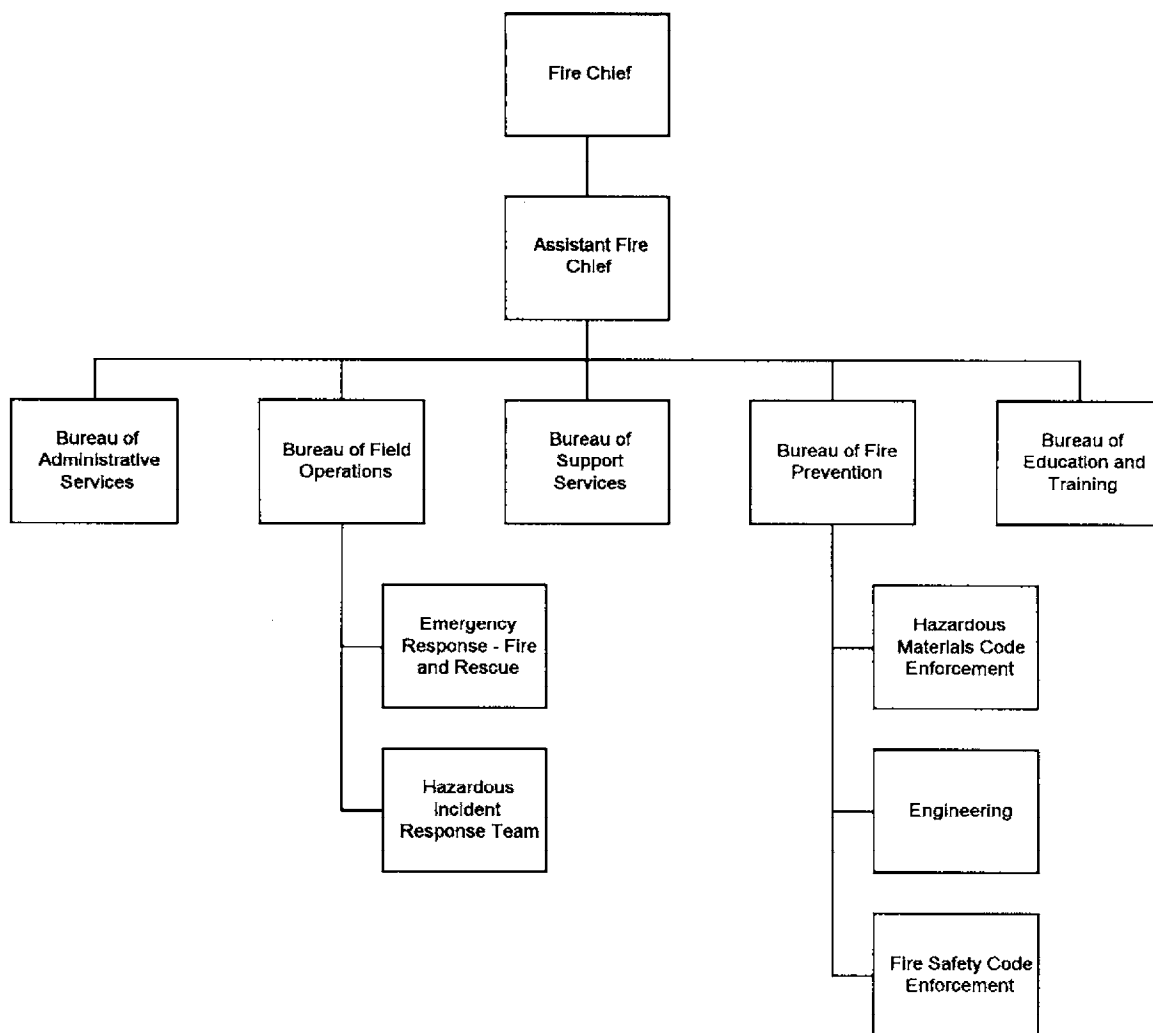 Fire Chief
Assistant Fire
Chief
Bureau of
Administrative
Services
Bureau of Field
Operations
Bureau of
Support
Services
Bureau of Fire
Prevention
Bureau of
Education and
Training
Emergency
Response - Fire
and Rescue
Hazardous
Incident
Response Team
Hazardous
Materials Code
Enforcement
Engineering
Fire Safety Code
Enforcement